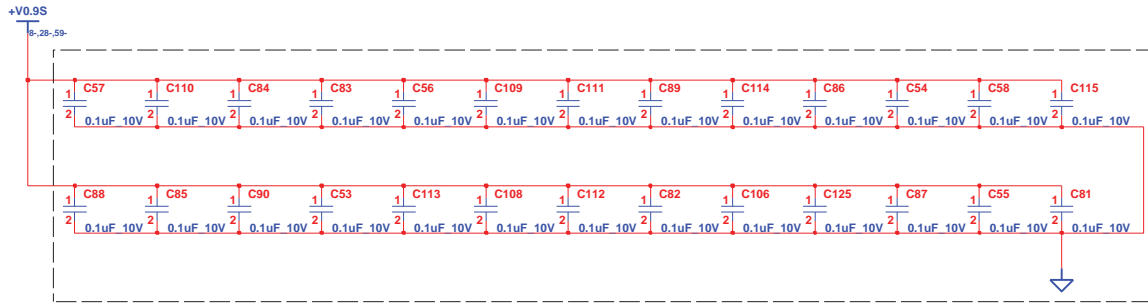 +V0.9S
8-,28-,59-
C57 C110 C84 C83 C56 C109 C111 C89 C114 C86 C54 C58 C115
1 1 1 1 1 1 1 1 1 1 1 1 1
2 2 2 2 2 2 2 2 2 2 2 2 2
0.1uF_10V 0.1uF_10V 0.1uF_10V 0.1uF_10V 0.1uF_10V 0.1uF_10V 0.1uF_10V 0.1uF_10V 0.1uF_10V 0.1uF_10V 0.1uF_10V 0.1uF_10V 0.1uF_10V
C88 C85 C90 C53 C113 C108 C112 C82 C106 C125 C87 C55 C81
1 1 1 1 1 1 1 1 1 1 1 1 1
2 2 2 2 2 2 2 2 2 2 2 2 2
0.1uF_10V 0.1uF_10V 0.1uF_10V 0.1uF_10V 0.1uF_10V 0.1uF_10V 0.1uF_10V 0.1uF_10V 0.1uF_10V 0.1uF_10V 0.1uF_10V 0.1uF_10V 0.1uF_10V